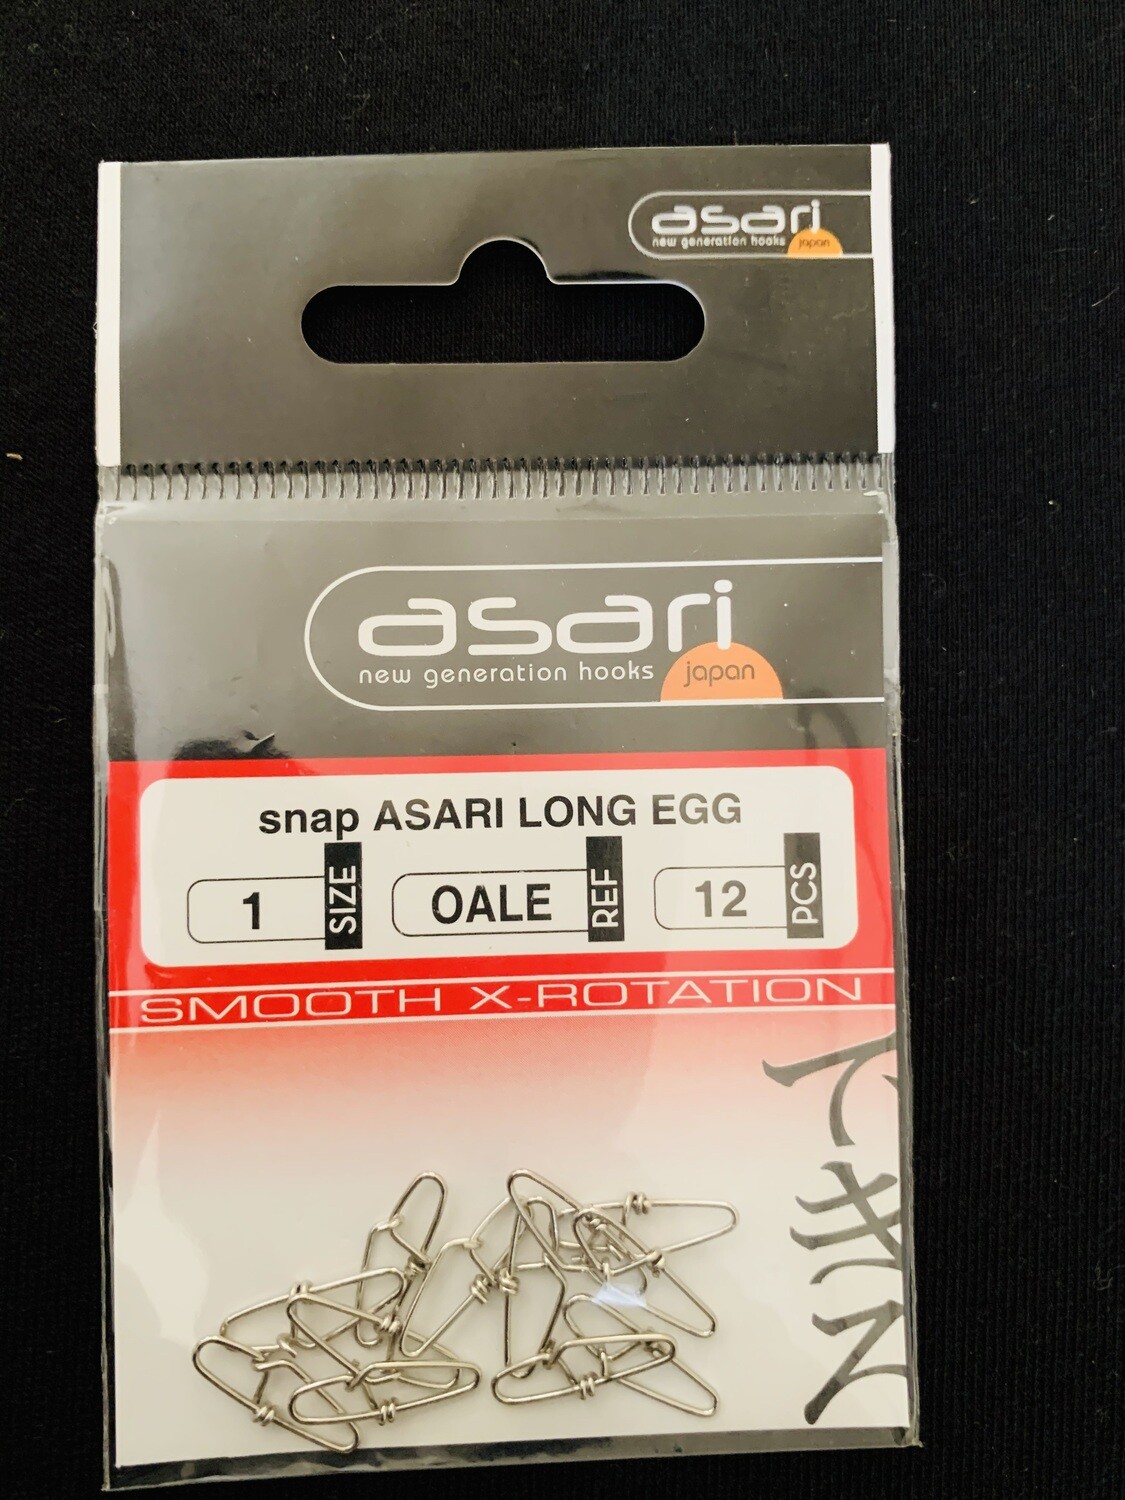 asari
new generation hooks japan
asari
new generation hooks japan
snap ASARI LONG EGG
1 SIZE OALE REF 12 PCS
SMOOTH X-ROTATION